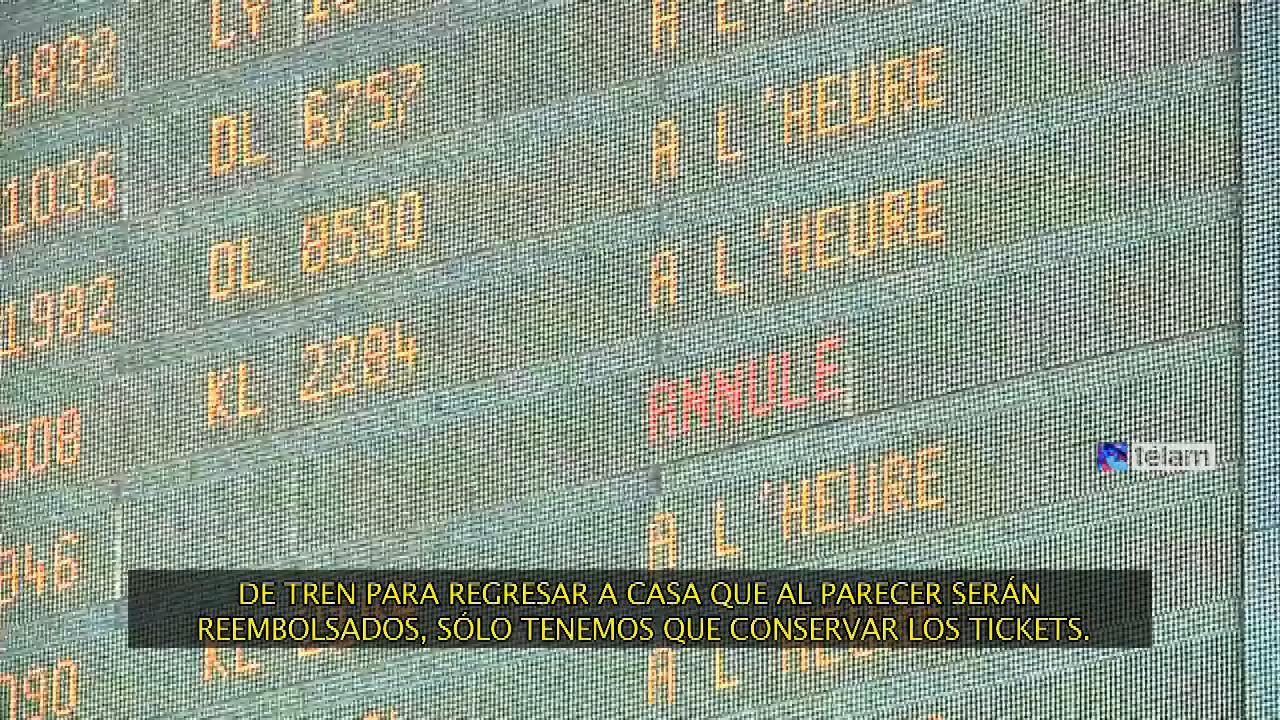 1832
A L'HEURE
DL 6757
1036
A L'HEURE
DL 8590
1982
ANNULE
KL 2284
508
A L'HEURE
télam
DE TREN PARA REGRESAR A CASA QUE AL PARECER SERÁN
REEMBOLSADOS, SÓLO TENEMOS QUE CONSERVAR LOS TICKETS.